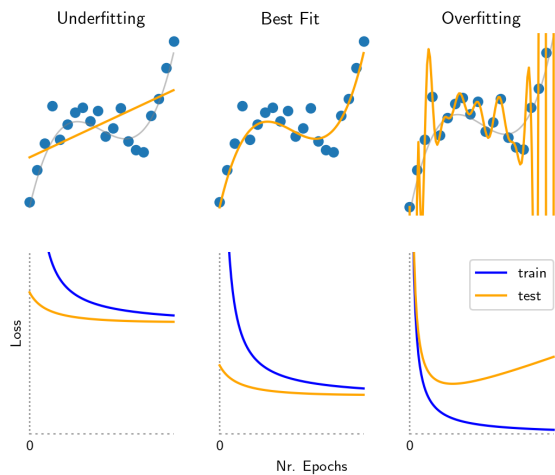 Underfitting
Best Fit
Overfitting
Loss
train
test
0
0
0
Nr. Epochs